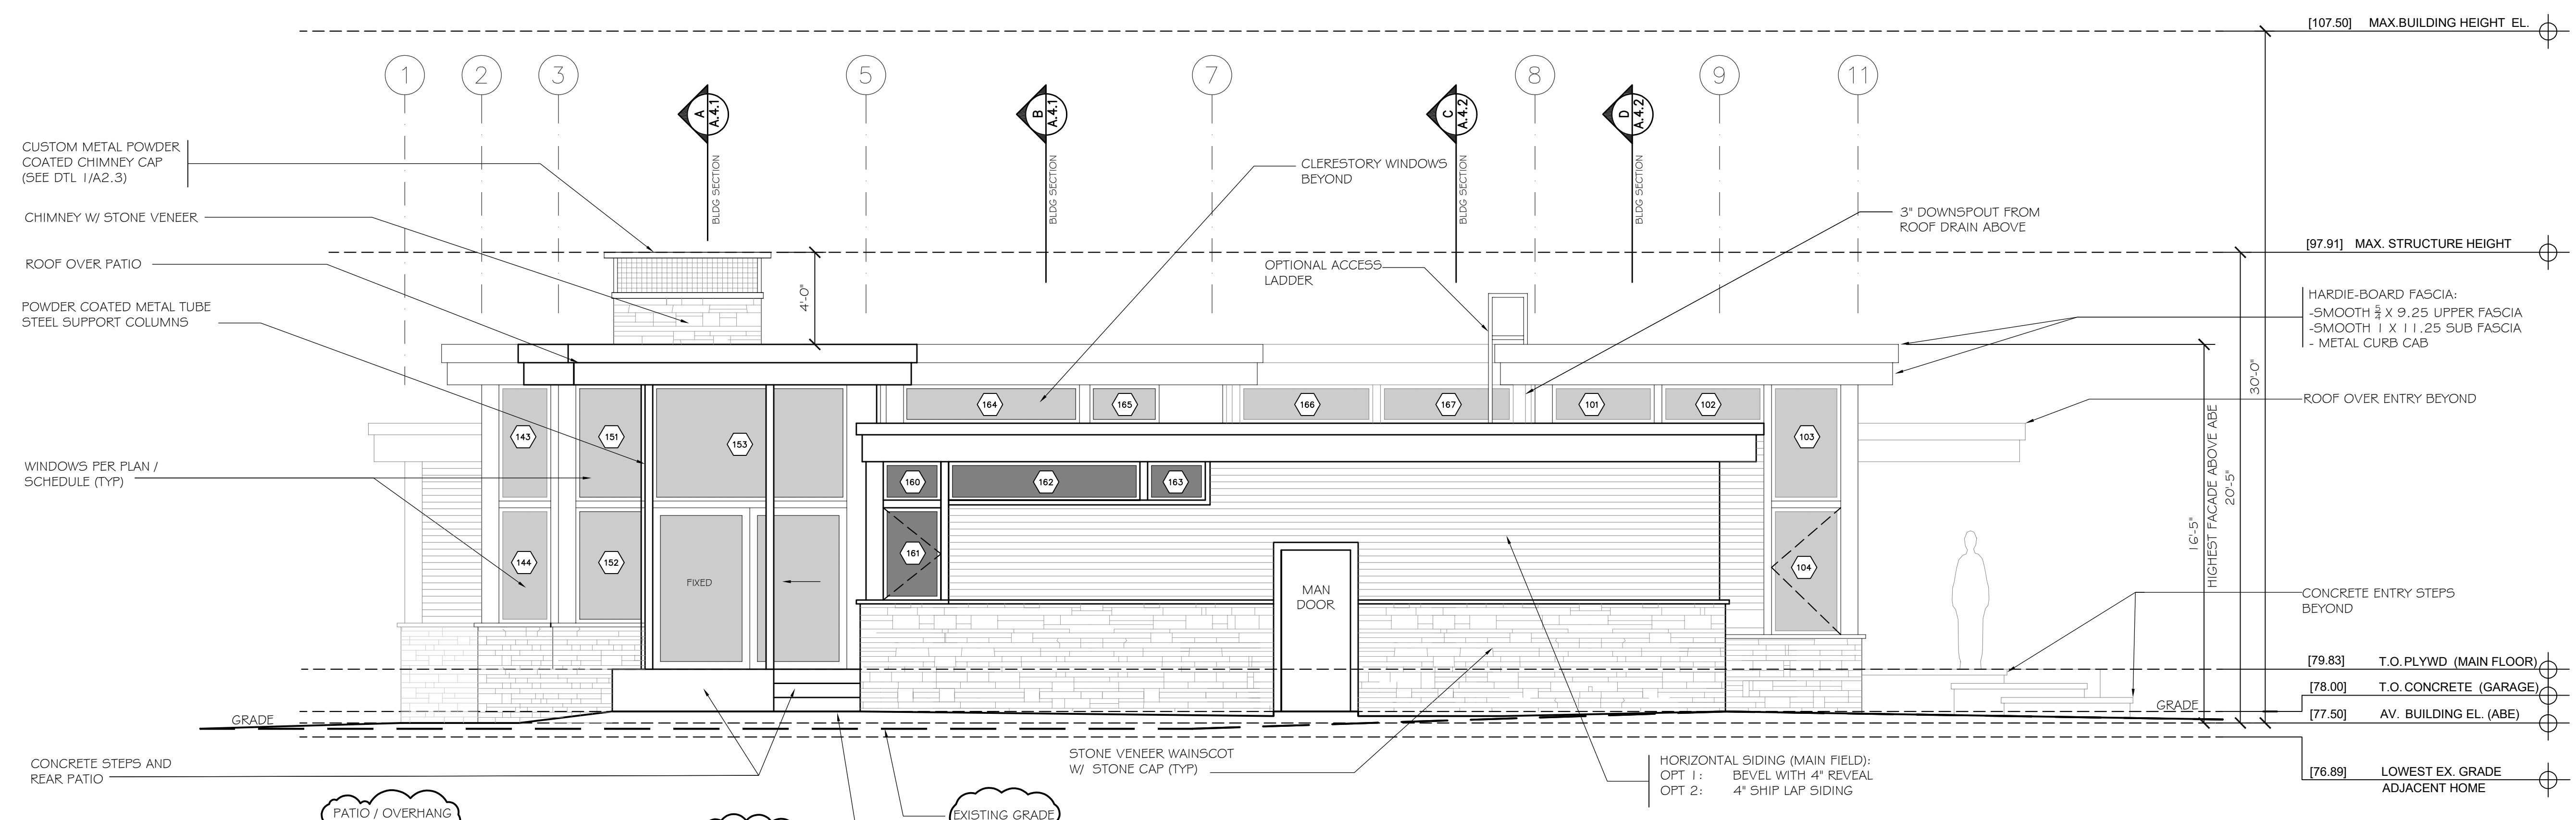 [107.50] MAX.BUILDING HEIGHT EL.
1
2
3
5
7
8
9
11
A
A.4.1
BLDG SECTION
B
A.4.1
BLDG SECTION
C
A.4.2
BLDG SECTION
D
A.4.2
BLDG SECTION
CUSTOM METAL POWDER
COATED CHIMNEY CAP
(SEE DTL 1/A2.3)
CHIMNEY W/ STONE VENEER
ROOF OVER PATIO
POWDER COATED METAL TUBE
STEEL SUPPORT COLUMNS
WINDOWS PER PLAN /
SCHEDULE (TYP)
CLERESTORY WINDOWS
BEYOND
3" DOWNSPOUT FROM
ROOF DRAIN ABOVE
OPTIONAL ACCESS
LADDER
4'-0"
[97.91] MAX. STRUCTURE HEIGHT
HARDIE-BOARD FASCIA:
-SMOOTH 5/4 X 9.25 UPPER FASCIA
-SMOOTH 1 X 11.25 SUB FASCIA
- METAL CURB CAB
30'-0"
20'-5"
16'-5"
HIGHEST FACADE ABOVE ABE
ROOF OVER ENTRY BEYOND
164
165
166
167
101
102
143
151
153
103
160
162
163
144
152
FIXED
161
104
MAN
DOOR
CONCRETE ENTRY STEPS
BEYOND
[79.83] T.O. PLYWD (MAIN FLOOR)
[78.00] T.O. CONCRETE (GARAGE)
[77.50] AV. BUILDING EL. (ABE)
[76.89] LOWEST EX. GRADE
ADJACENT HOME
GRADE
GRADE
CONCRETE STEPS AND
REAR PATIO
STONE VENEER WAINSCOT
W/ STONE CAP (TYP)
HORIZONTAL SIDING (MAIN FIELD):
OPT 1: BEVEL WITH 4" REVEAL
OPT 2: 4" SHIP LAP SIDING
PATIO / OVERHANG
EXISTING GRADE